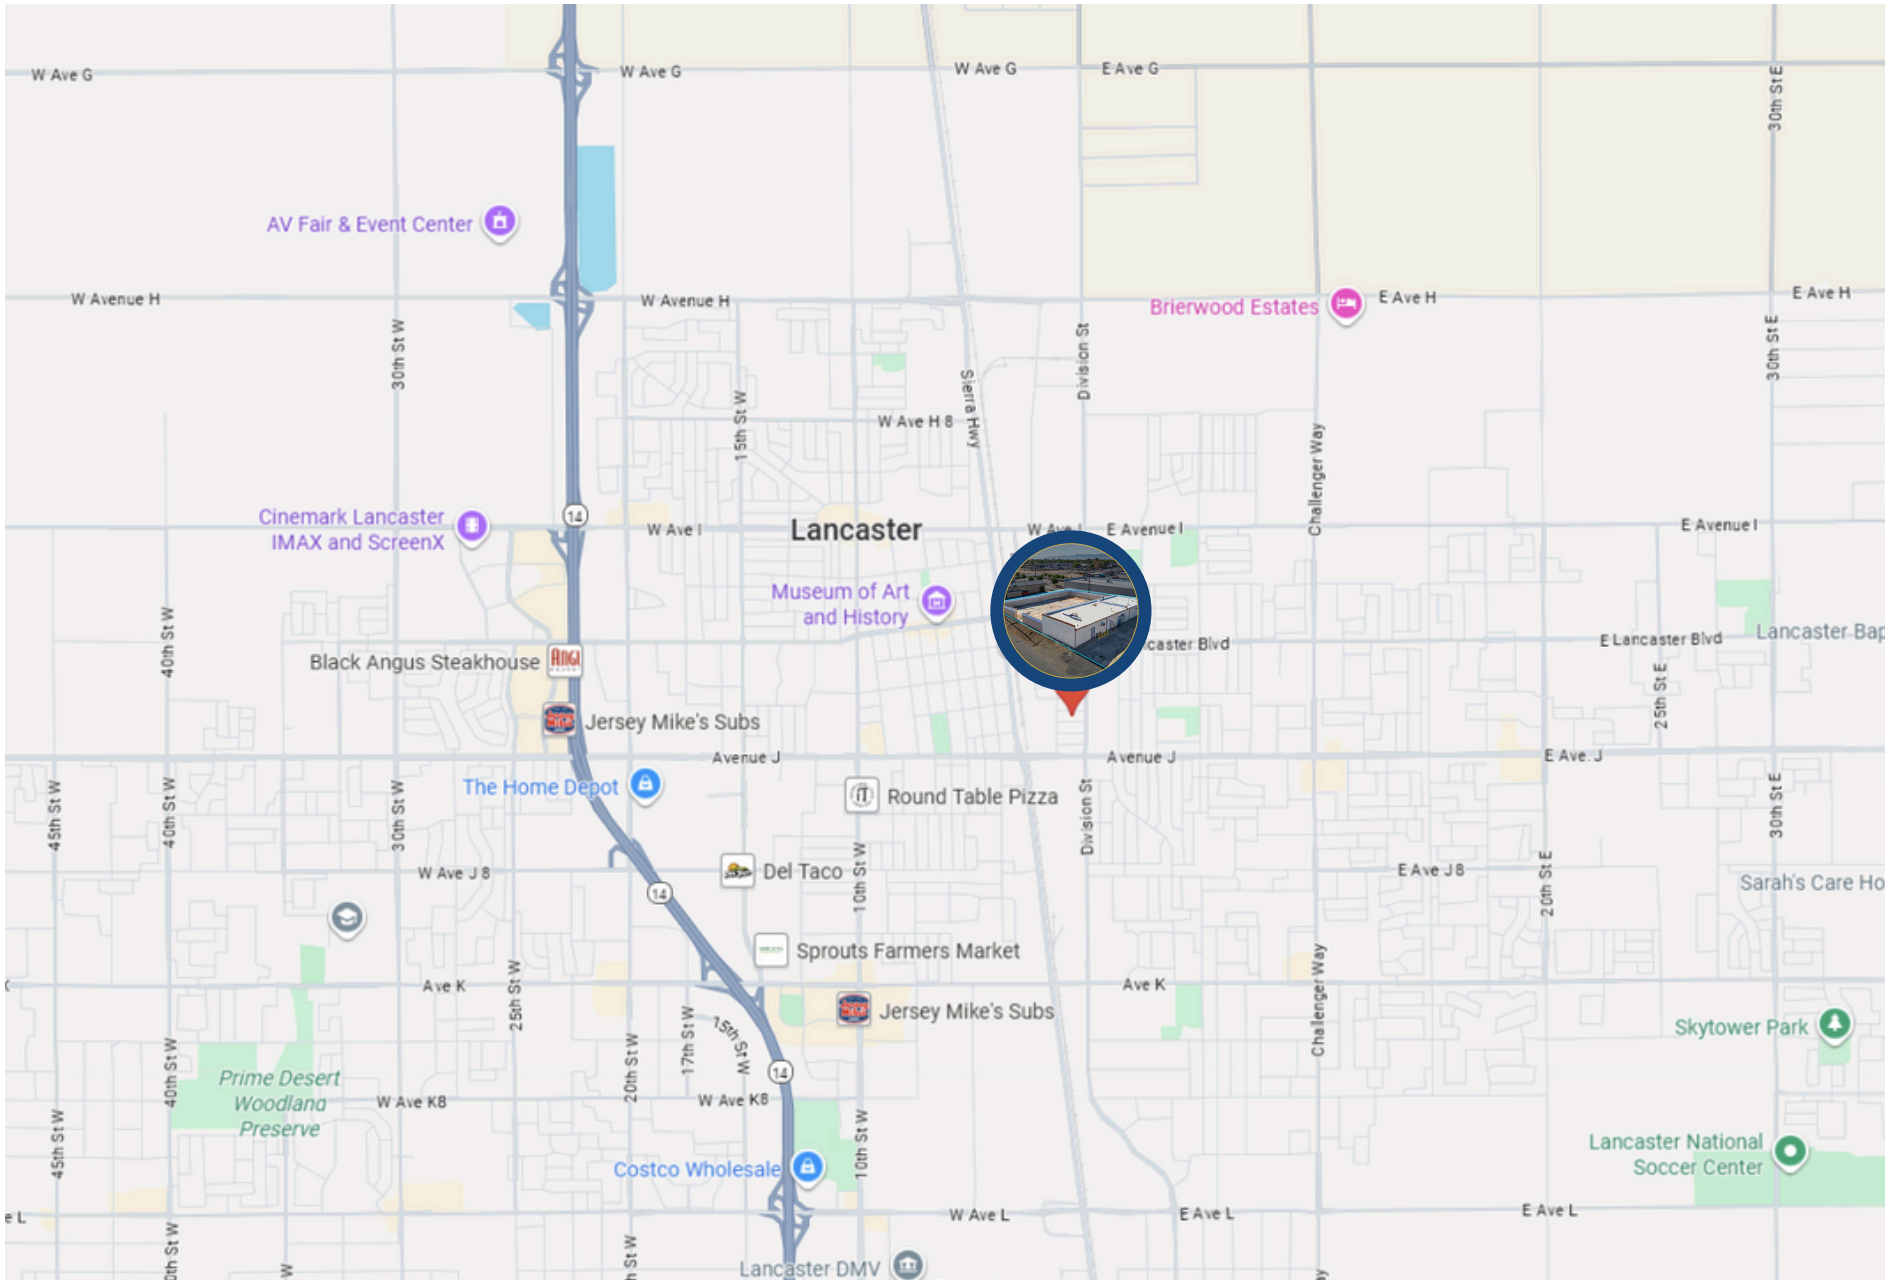 W Ave G
W Ave G
W Ave G
E Ave G
30th St E
AV Fair & Event Center
W Avenue H
W Avenue H
Brierwood Estates
E Ave H
E Ave H
30th St W
Division St
30th St E
Sierra Hwy
15th St W
W Ave H 8
Challenger Way
Cinemark Lancaster
IMAX and ScreenX
14
W Ave I
Lancaster
W Ave I
E Avenue I
E Avenue I
Museum of Art
and History
40th St W
Black Angus Steakhouse
caster Blvd
E Lancaster Blvd
Lancaster Bap
25th St E
Jersey Mike's Subs
Avenue J
Avenue J
E Ave J
The Home Depot
Round Table Pizza
45th St W
40th St W
30th St W
Division St
30th St E
W Ave J 8
Del Taco
10th St W
E Ave J8
20th St E
Sarah's Care Ho
14
Sprouts Farmers Market
Ave K
Ave K
25th St W
Jersey Mike's Subs
17th St W
15th St W
Challenger Way
Skytower Park
20th St W
40th St W
14
Prime Desert
Woodland
Preserve
W Ave K8
W Ave K8
45th St W
10th St W
Costco Wholesale
Lancaster National
Soccer Center
e L
W Ave L
E Ave L
E Ave L
Lancaster DMV